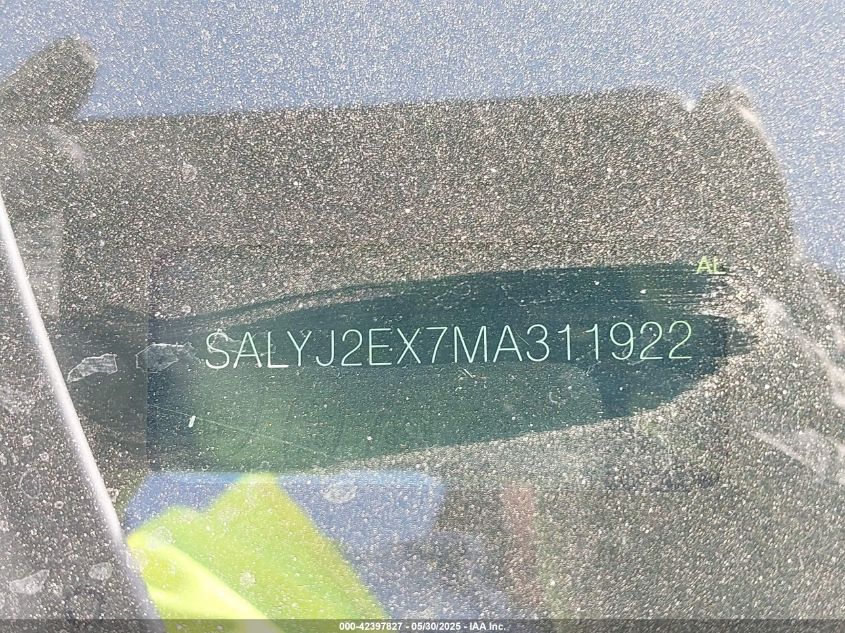 AL
SALYJ2EX7MA311922
000-42397827 - 05/30/2025 - IAA Inc.